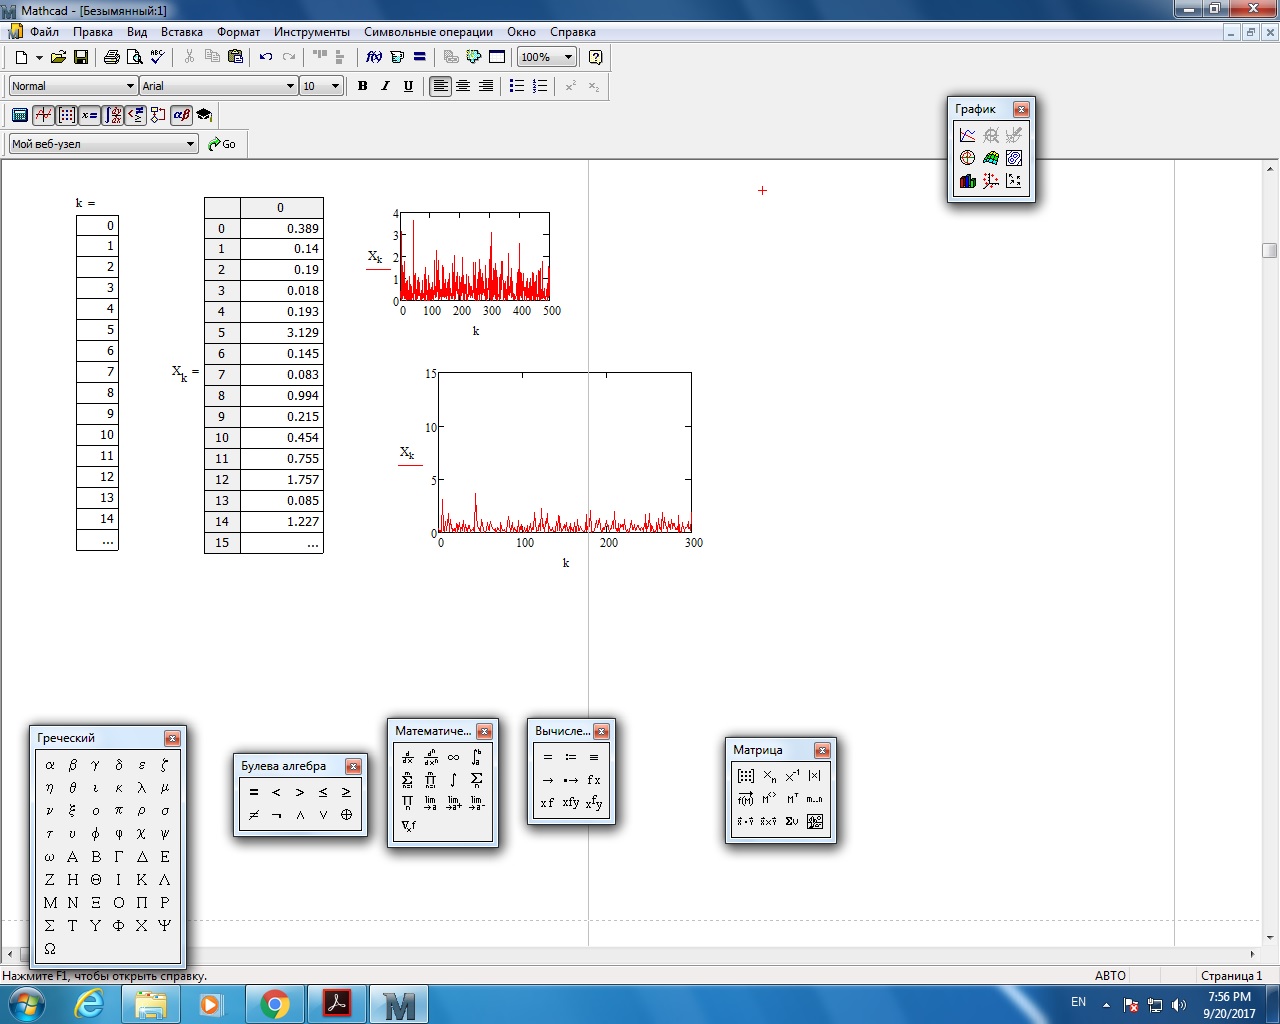 Mathcad - [Безымянный:1]
Файл Правка Вид Вставка Формат Инструменты Символьные операции Окно Справка
100%
Normal Arial 10 B I U
Мой веб-узел Go
График
k =
0
1
2
3
4
5
6
7
8
9
10
11
12
13
14
...
Xk =
0
0 0.389
1 0.14
2 0.19
3 0.018
4 0.193
5 3.129
6 0.145
7 0.083
8 0.994
9 0.215
10 0.454
11 0.755
12 1.757
13 0.085
14 1.227
15 ...
4
3
Xk 2
1
0
0 100 200 300 400 500
k
15
10
Xk
5
0
0 100 200 300
k
Греческий
α β γ δ ε ζ
η θ ι κ λ μ
ν ξ ο π ρ σ
τ υ ϕ φ χ ψ
ω Α Β Γ Δ Ε
Ζ Η Θ Ι Κ Λ
Μ Ν Ξ Ο Π Ρ
Σ Τ Υ Φ Χ Ψ
Ω
Булева алгебра
= < > ≤ ≥
≠ ¬ ∧ ∨ ⊕
Математиче...
Вычисле...
= := ≡
→ ▪→ fx
xf xfy xfy
Матрица
Нажмите F1, чтобы открыть справку.
АВТО
Страница 1
EN
7:56 PM
9/20/2017